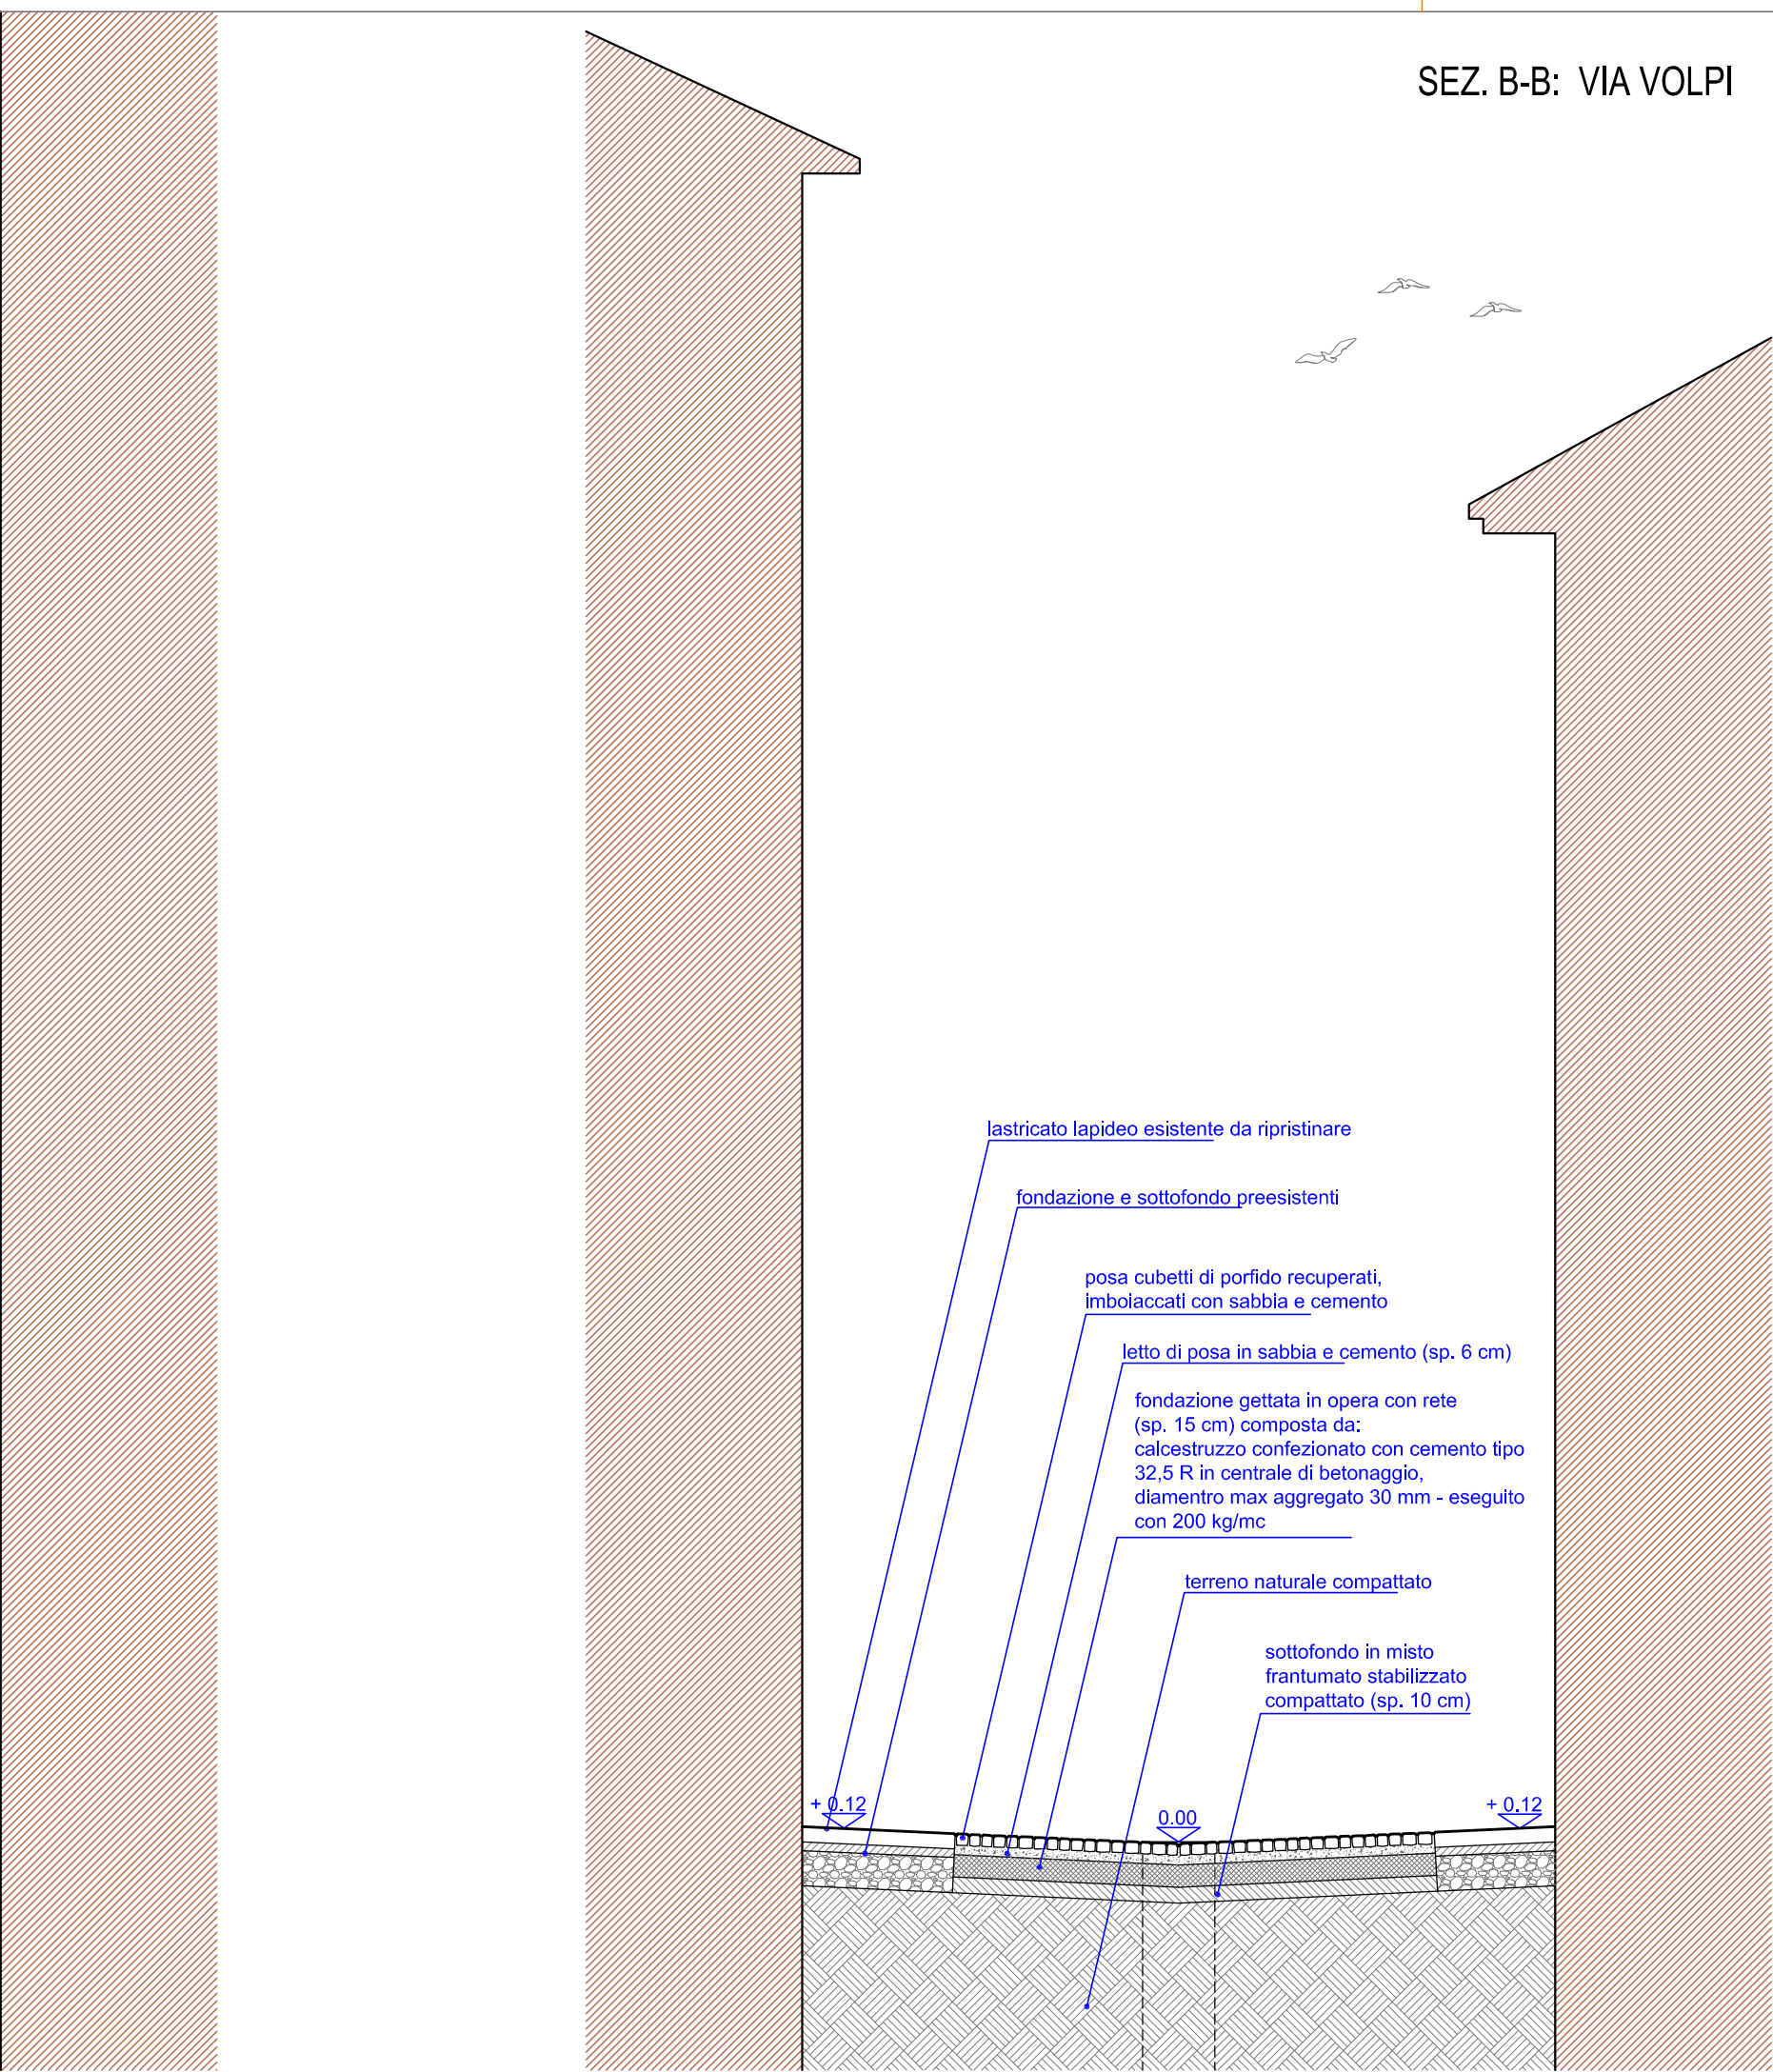 SEZ. B-B: VIA VOLPI
lastricato lapideo esistente da ripristinare
fondazione e sottofondo preesistenti
posa cubetti di porfido recuperati,
imboiaccati con sabbia e cemento
letto di posa in sabbia e cemento (sp. 6 cm)
fondazione gettata in opera con rete
(sp. 15 cm) composta da:
calcestruzzo confezionato con cemento tipo
32,5 R in centrale di betonaggio,
diamentro max aggregato 30 mm - eseguito
con 200 kg/mc
terreno naturale compattato
sottofondo in misto
frantumato stabilizzato
compattato (sp. 10 cm)
+ 0.12
0.00
+ 0.12